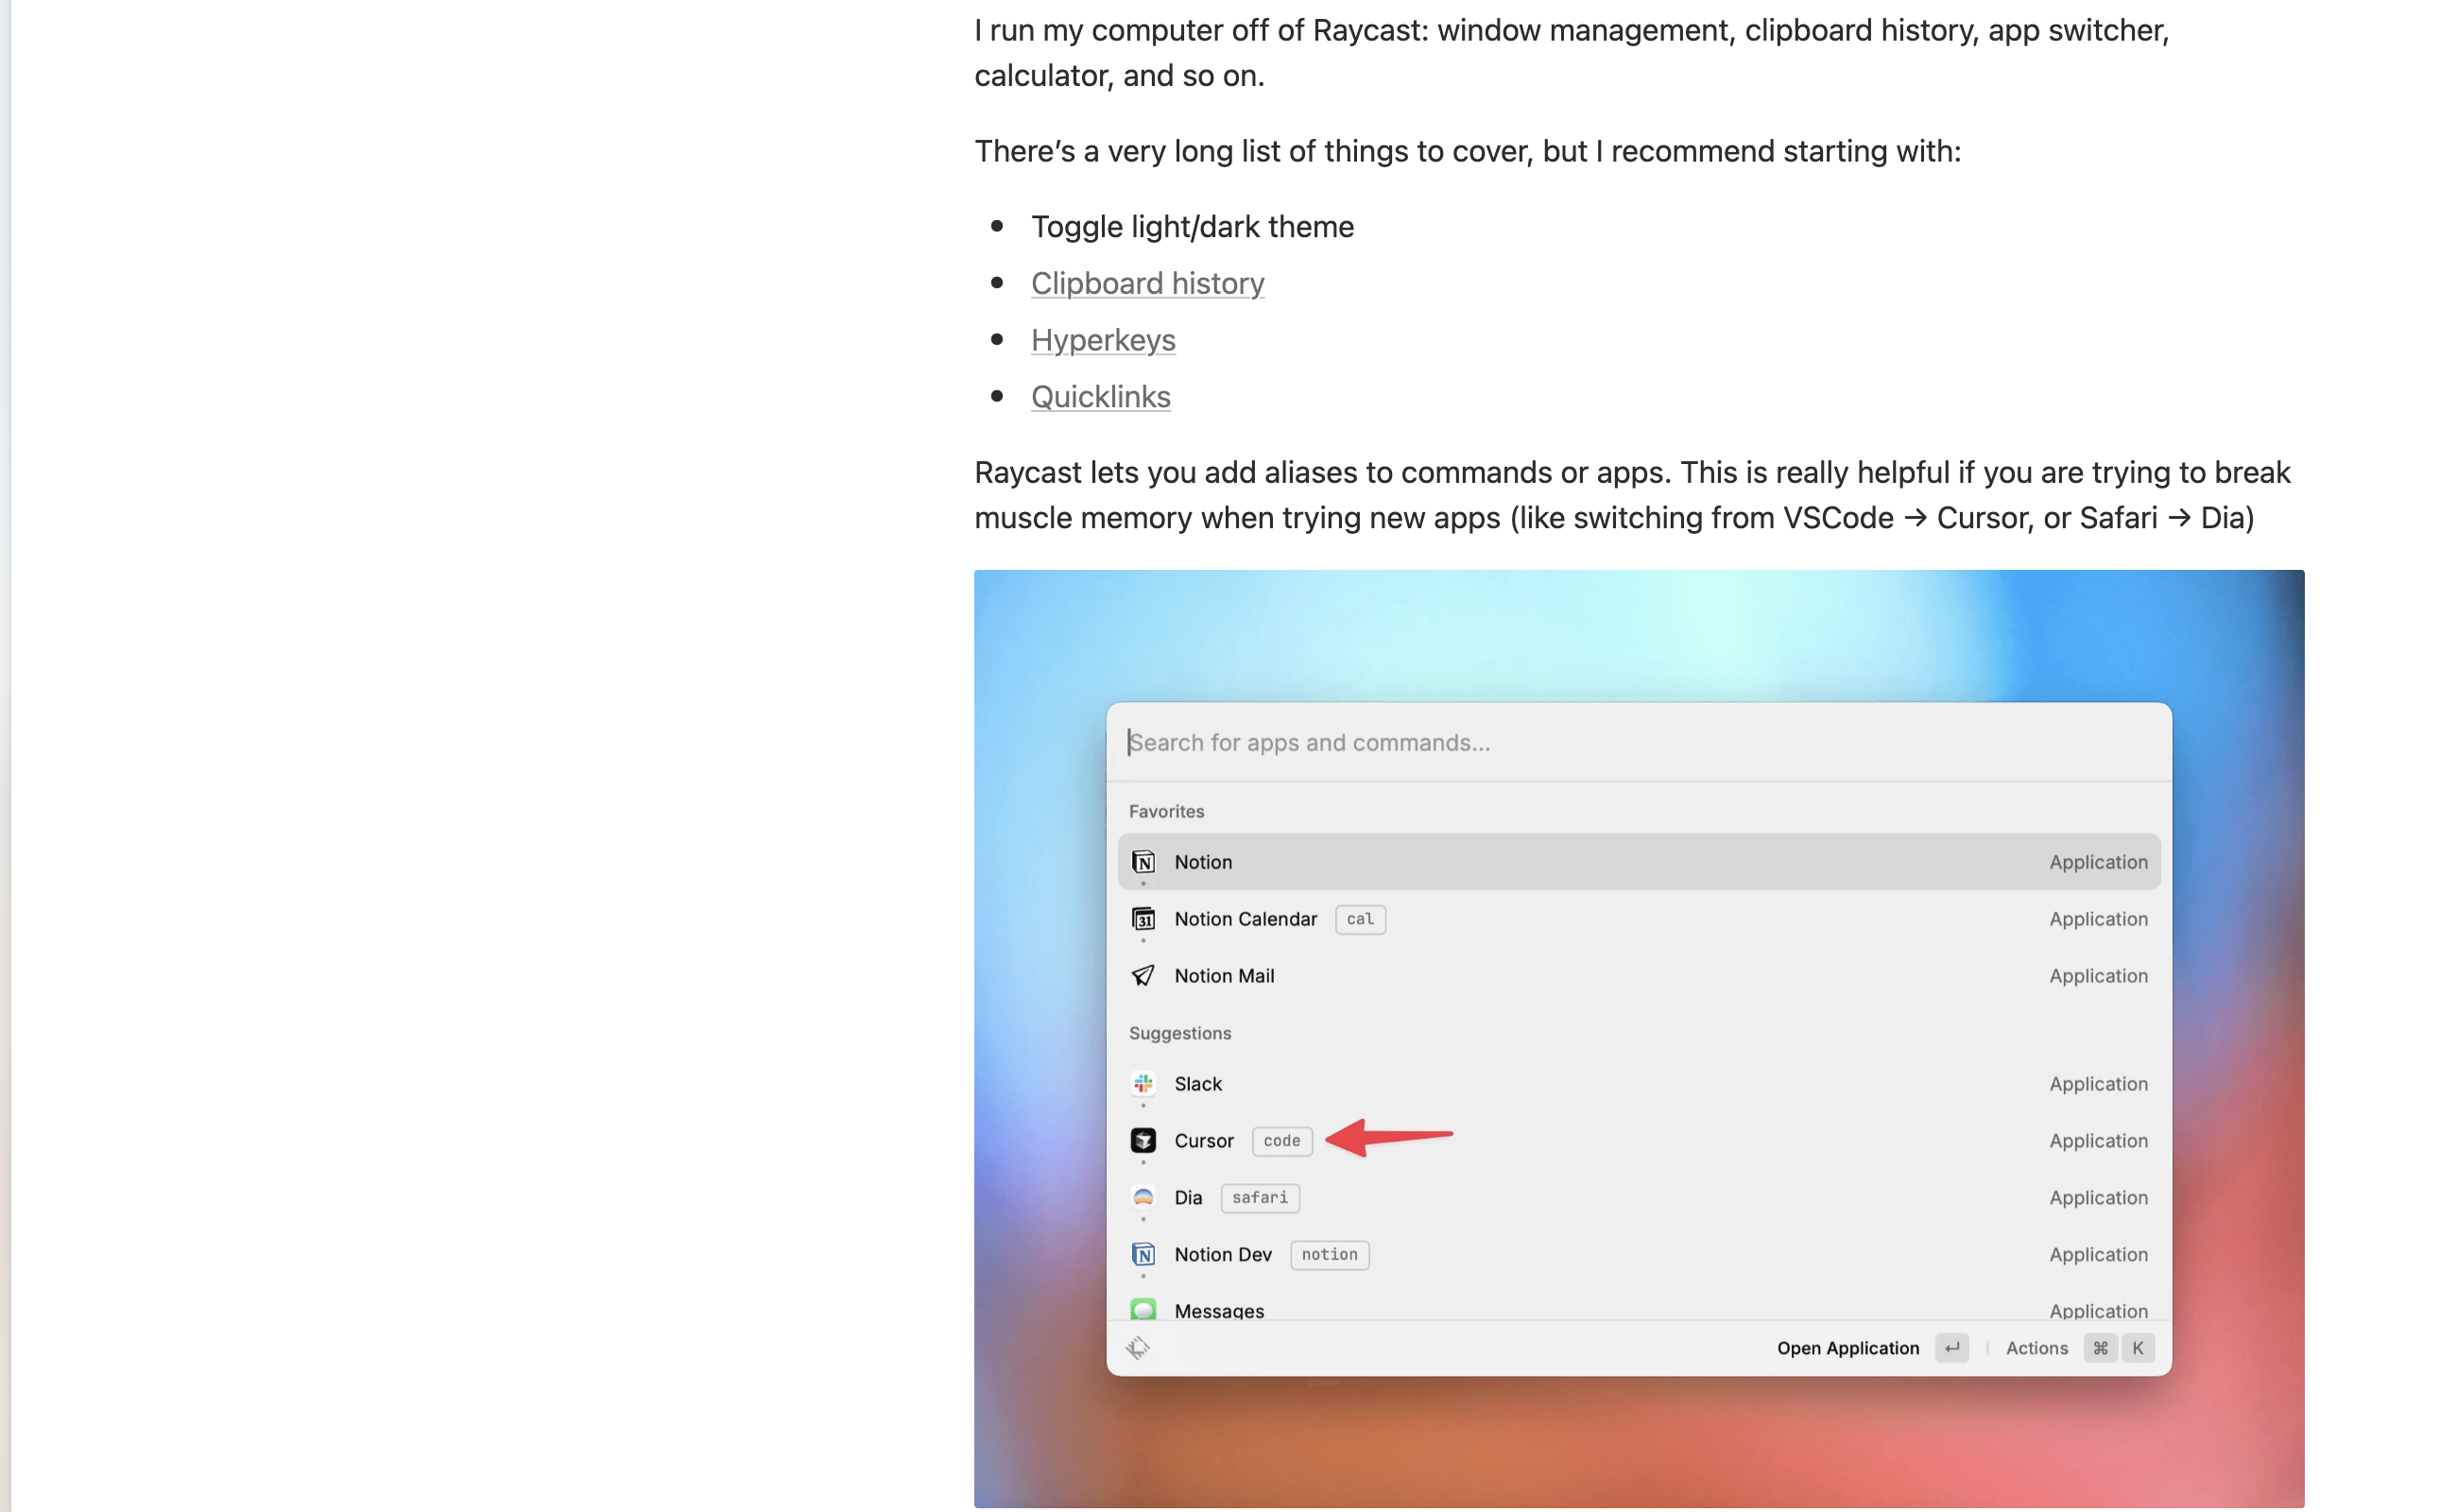 I run my computer off of Raycast: window management, clipboard history, app switcher,
calculator, and so on.
There’s a very long list of things to cover, but I recommend starting with:
• Toggle light/dark theme
• Clipboard history
• Hyperkeys
• Quicklinks
Raycast lets you add aliases to commands or apps. This is really helpful if you are trying to break
muscle memory when trying new apps (like switching from VSCode → Cursor, or Safari → Dia)
Search for apps and commands...
Favorites
Notion Application
31 Notion Calendar cal Application
Notion Mail Application
Suggestions
Slack Application
Cursor code Application
Dia safari Application
Notion Dev notion Application
Messages Application
Open Application ↵ | Actions ⌘ K